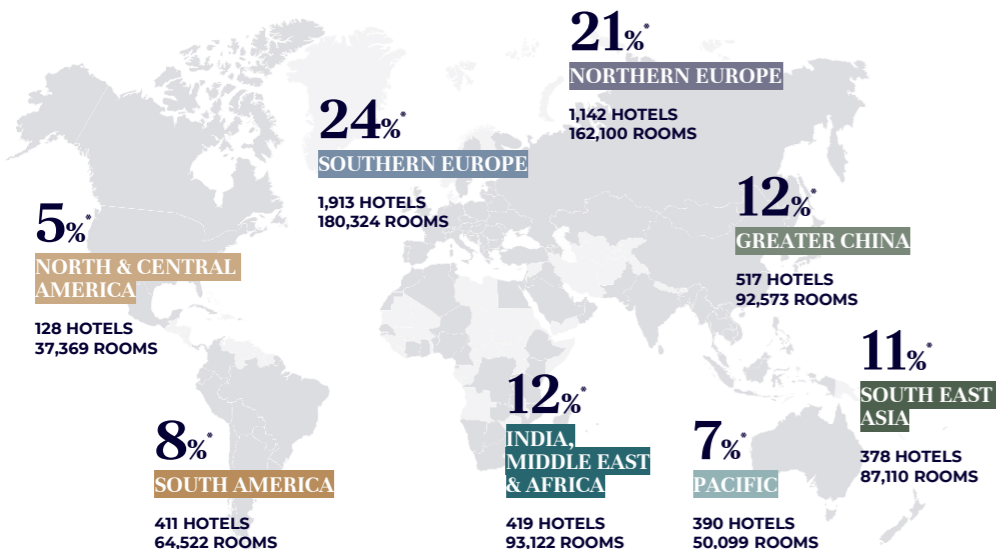 21%*
NORTHERN EUROPE
1,142 HOTELS
162,100 ROOMS
24%*
SOUTHERN EUROPE
1,913 HOTELS
180,324 ROOMS
12%*
GREATER CHINA
517 HOTELS
92,573 ROOMS
5%*
NORTH & CENTRAL
AMERICA
128 HOTELS
37,369 ROOMS
11%*
SOUTH EAST
ASIA
378 HOTELS
87,110 ROOMS
12%*
INDIA,
MIDDLE EAST
& AFRICA
419 HOTELS
93,122 ROOMS
8%*
SOUTH AMERICA
411 HOTELS
64,522 ROOMS
7%*
PACIFIC
390 HOTELS
50,099 ROOMS